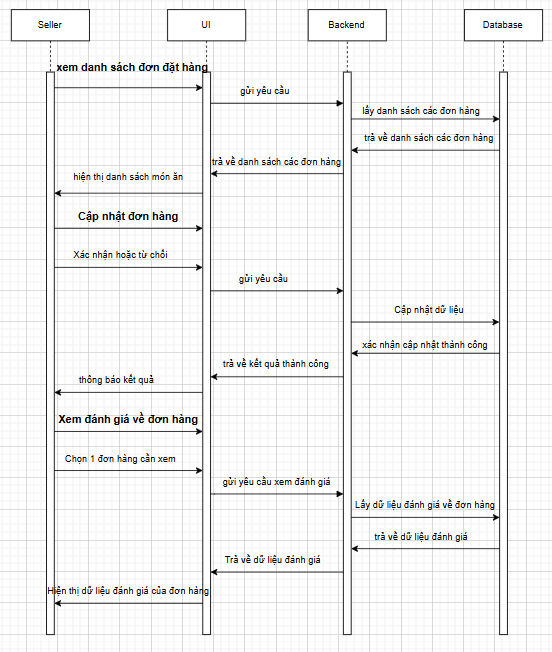 Seller
UI
Backend
Database
xem danh sách đơn đặt hàng
gửi yêu cầu
lấy danh sách các đơn hàng
trả về danh sách các đơn hàng
trả về danh sách các đơn hàng
hiện thị danh sách món ăn
Cập nhật đơn hàng
Xác nhận hoặc từ chối
gửi yêu cầu
Cập nhật dữ liệu
xác nhận cập nhật thành công
trả về kết quả thành công
thông báo kết quả
Xem đánh giá về đơn hàng
Chọn 1 đơn hàng cần xem
gửi yêu cầu xem đánh giá
Lấy dữ liệu đánh giá về đơn hàng
trả về dữ liệu đánh giá
Trả về dữ liệu đánh giá
Hiện thị dữ liệu đánh giá của đơn hàng